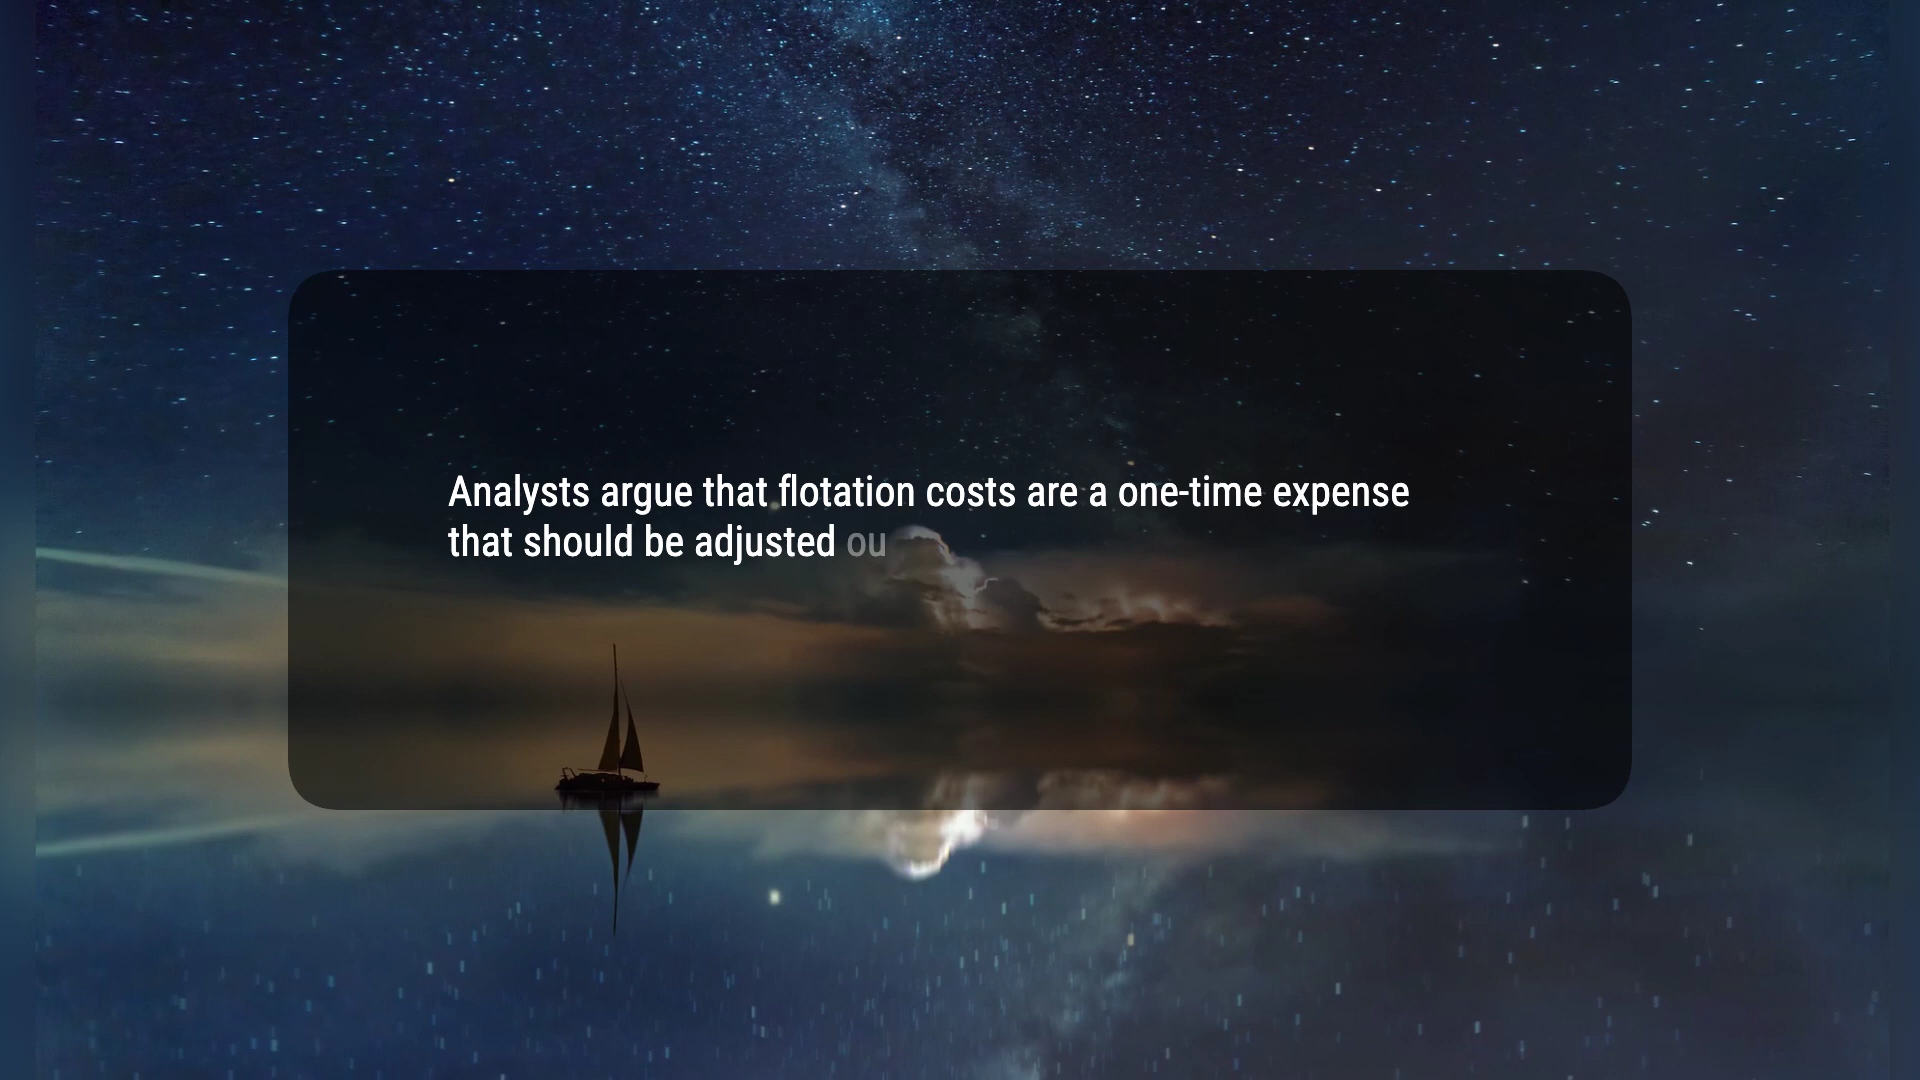 Analysts argue that flotation costs are a one-time expense
that should be adjusted ou